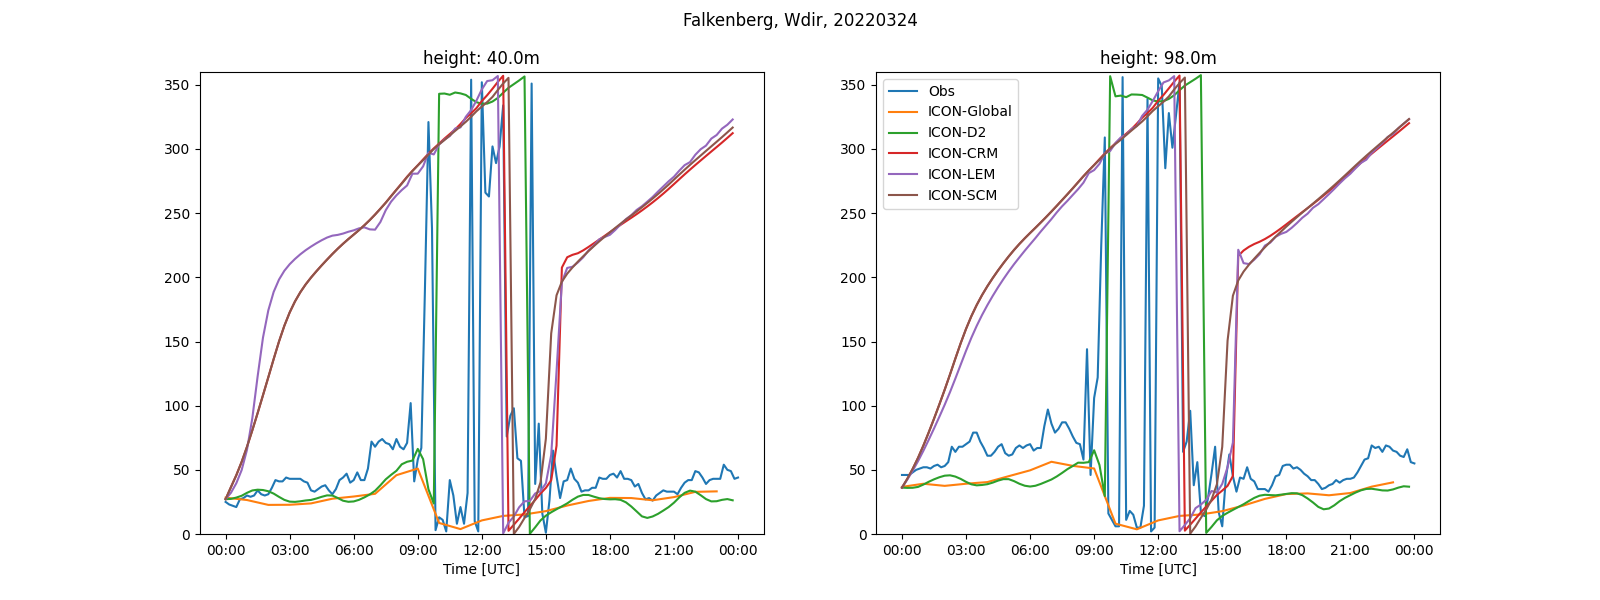 Falkenberg, Wdir, 20220324
height: 40.0m
350
300
250
200
150
100
50
0
00:00 03:00 06:00 09:00 12:00 15:00 18:00 21:00 00:00
Time [UTC]
height: 98.0m
Obs
ICON-Global
ICON-D2
ICON-CRM
ICON-LEM
ICON-SCM
350
300
250
200
150
100
50
0
00:00 03:00 06:00 09:00 12:00 15:00 18:00 21:00 00:00
Time [UTC]